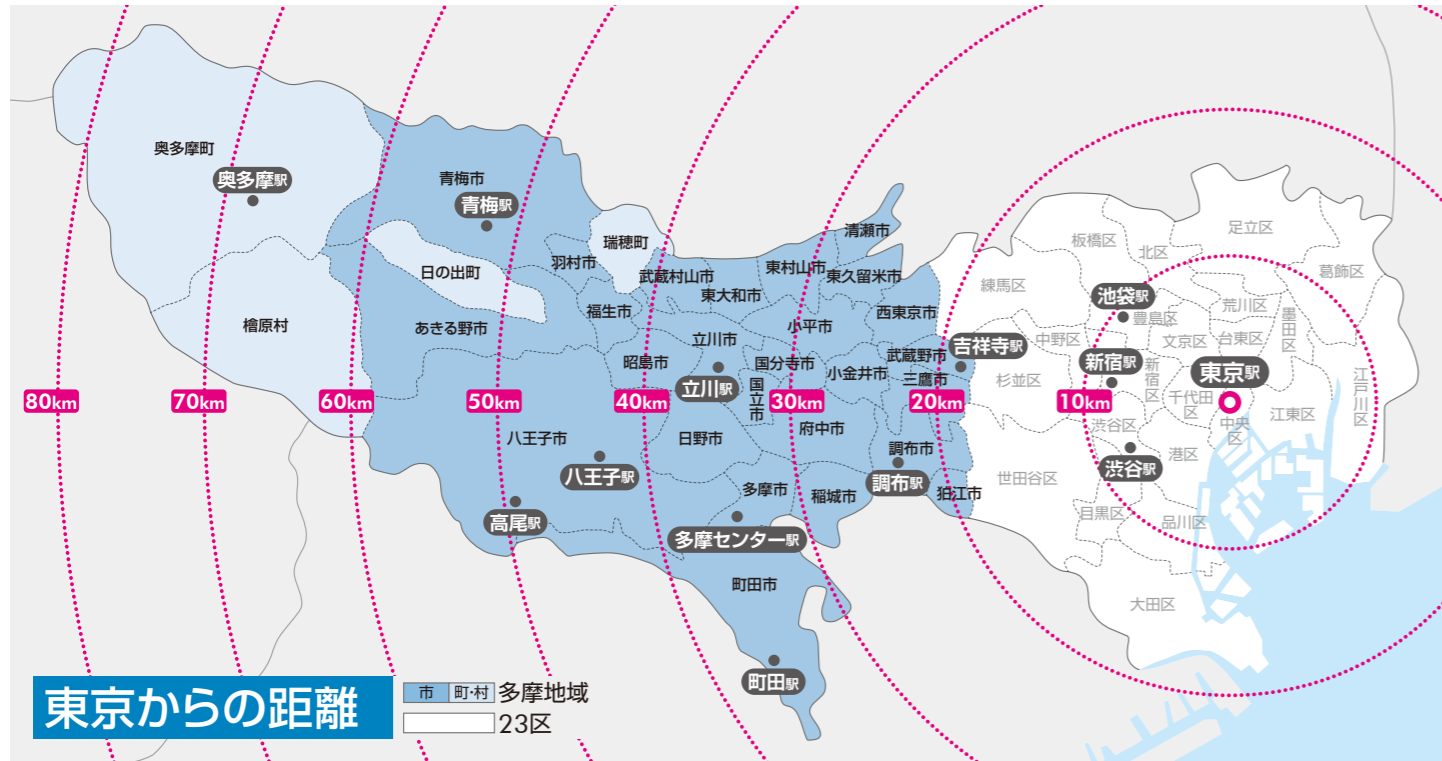 奥多摩町
奥多摩駅
青梅市
青梅駅
瑞穂町
羽村市
日の出町
檜原村
あきる野市
福生市
武蔵村山市
東大和市
東村山市
清瀬市
東久留米市
西東京市
小平市
立川市
立川駅
昭島市
国分寺市
国立市
小金井市
武蔵野市
三鷹市
吉祥寺駅
八王子市
八王子駅
高尾駅
日野市
府中市
調布市
調布駅
狛江市
多摩市
多摩センター駅
稲城市
町田市
町田駅
練馬区
板橋区
北区
足立区
葛飾区
池袋駅
豊島区
荒川区
中野区
文京区
台東区
墨田区
新宿駅
新宿区
杉並区
東京駅
千代田区
中央区
江東区
江戸川区
渋谷区
渋谷駅
港区
世田谷区
目黒区
品川区
大田区
80km
70km
60km
50km
40km
30km
20km
10km
東京からの距離
市 町・村 多摩地域
23区